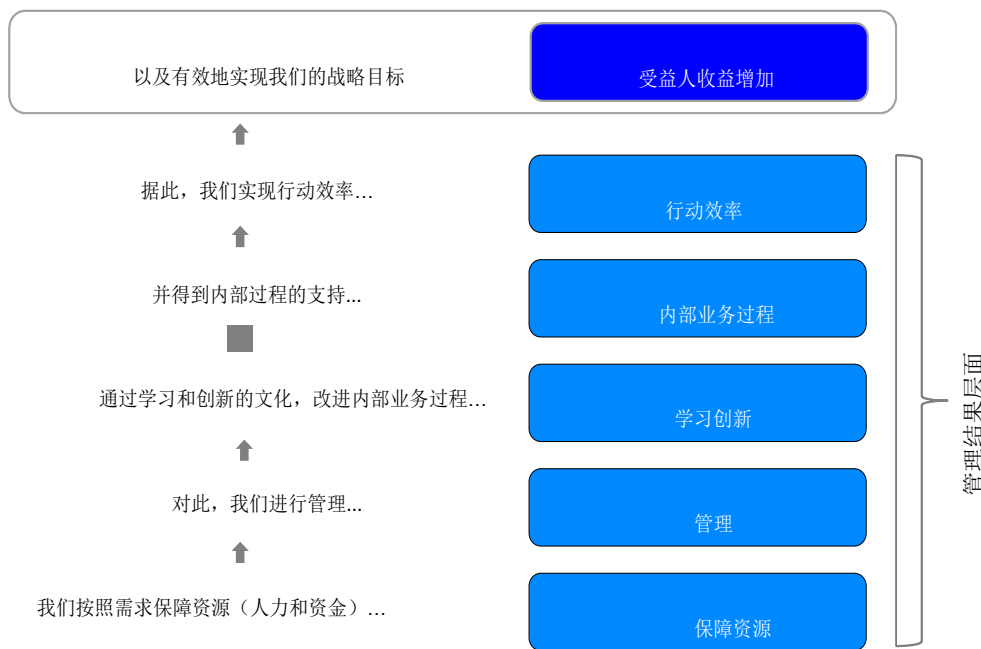 以及有效地实现我们的战略目标
受益人收益增加
据此，我们实现行动效率…
行动效率
并得到内部过程的支持...
内部业务过程
通过学习和创新的文化，改进内部业务过程…
学习创新
对此，我们进行管理...
管理
我们按照需求保障资源（人力和资金）…
保障资源
管理结果层面